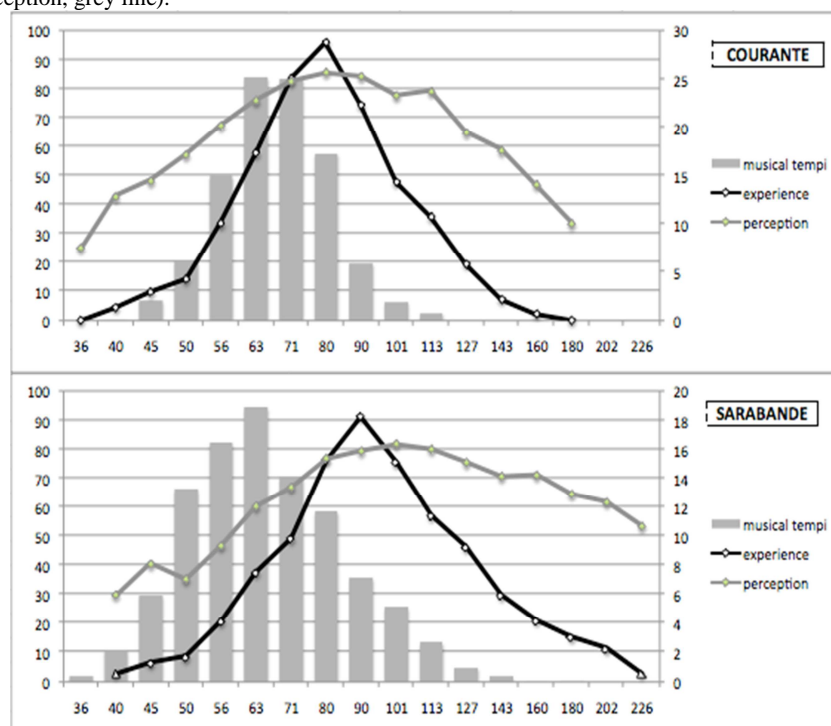 ception, grey line).
100 30
90
80 25
70
60 20
50 15
40
30 10
20 5
10
0 0
36 40 45 50 56 63 71 80 90 101 113 127 143 160 180 202 226
COURANTE
musical tempi
experience
perception
100 20
90 18
80 16
70 14
60 12
50 10
40 8
30 6
20 4
10 2
0 0
36 40 45 50 56 63 71 80 90 101 113 127 143 160 180 202 226
SARABANDE
musical tempi
experience
perception